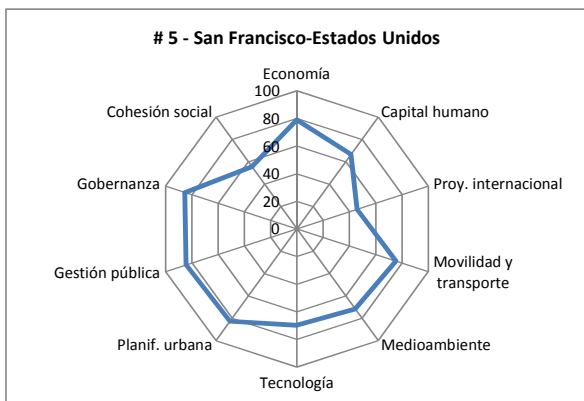 # 5 - San Francisco-Estados Unidos
Economía
100
Cohesión social
Capital humano
80
60
Gobernanza
40
Proy. internacional
20
0
Gestión pública
Movilidad y
transporte
Planif. urbana
Medioambiente
Tecnología